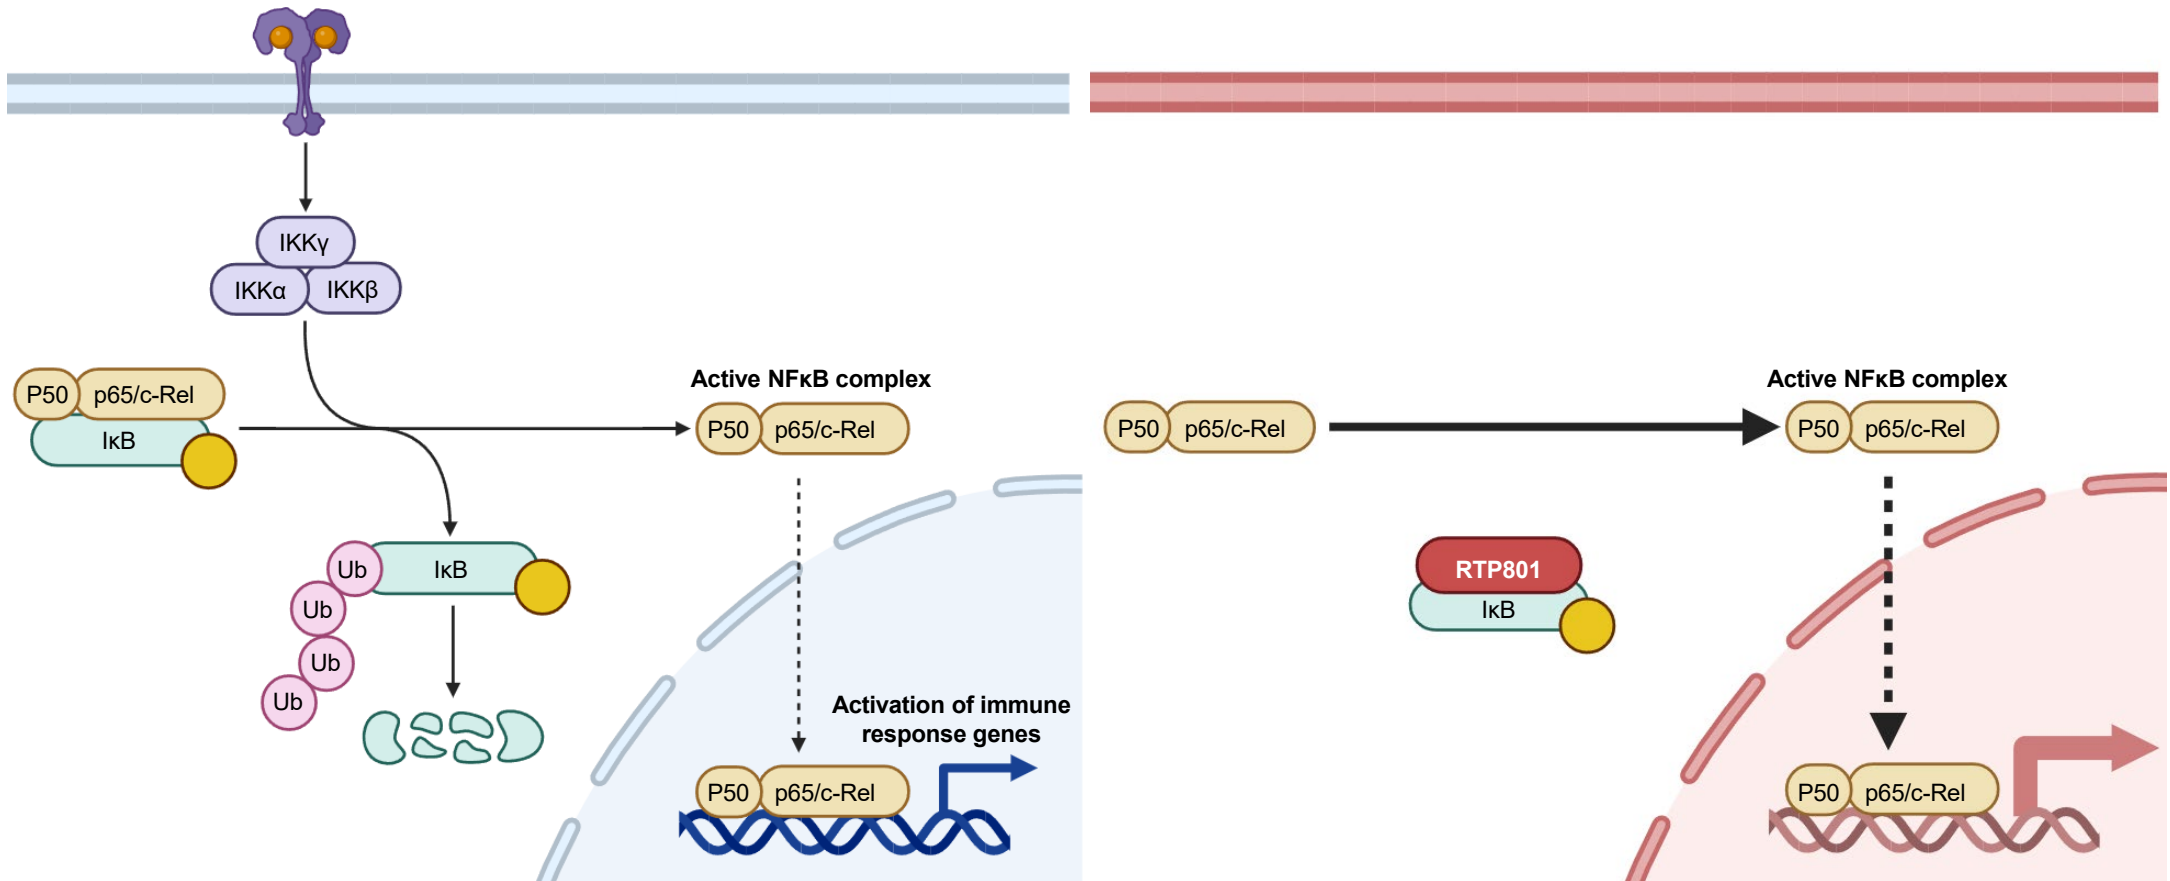 IKKγ
IKKα
IKKβ
P50
p65/c-Rel
IκB
Active NFκB complex
P50
p65/c-Rel
Ub
IκB
Ub
Ub
Ub
Activation of immune
response genes
P50
p65/c-Rel
P50
p65/c-Rel
Active NFκB complex
P50
p65/c-Rel
RTP801
IκB
P50
p65/c-Rel